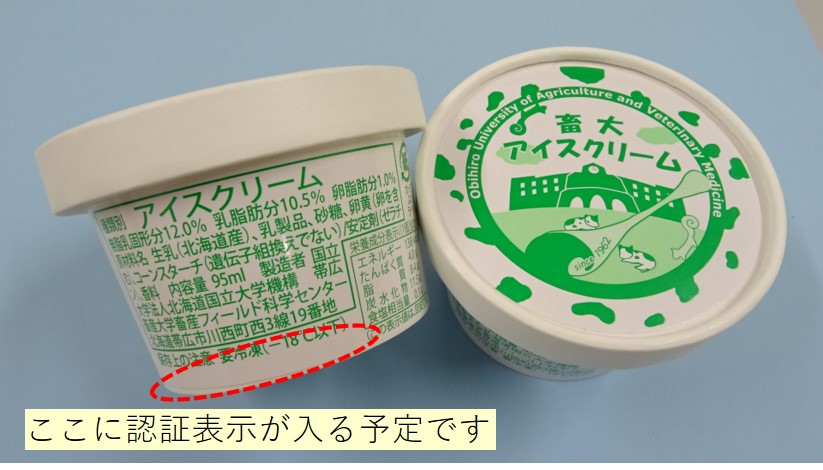 種類別 アイスクリーム
無脂乳固形分12.0% 乳脂肪分10.5% 卵脂肪分1.0%
原材料名 生乳(北海道産)、乳製品、砂糖、卵黄(卵を含
コーンスターチ(遺伝子組換えでない)/安定剤(ゼラチ
ン、香料 内容量 95ml 製造者 国立
大学法人北海道国立大学機構 帯広
畜産大学畜産フィールド科学センター
北海道帯広市川西町西3線19番地
保存上の注意 要冷凍(-18℃以下)
栄養成分表示
エネルギー
たんぱく質
脂 質
炭水化物
食塩相当量
Obihiro University of Agriculture and Veterinary Medicine
畜大
アイスクリーム
since 1962
ここに認証表示が入る予定です